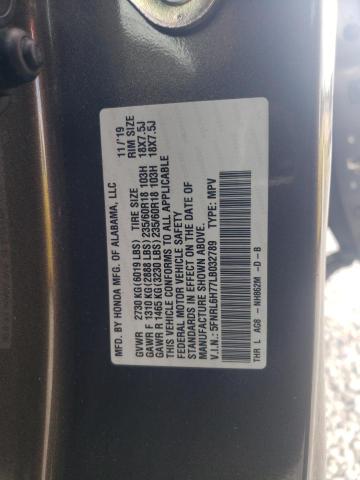 MFD. BY HONDA MFG. OF ALABAMA, LLC 11/'19
TIRE SIZE RIM SIZE
GVWR 2730 KG(6019 LBS)
GAWR F 1310 KG(2888 LBS) 235/60R18 103H 18X7.5J
GAWR R 1465 KG(3230 LBS) 235/60R18 103H 18X7.5J
THIS VEHICLE CONFORMS TO ALL APPLICABLE
FEDERAL MOTOR VEHICLE SAFETY
STANDARDS IN EFFECT ON THE DATE OF
MANUFACTURE SHOWN ABOVE.
V.I.N.: 5FNRL6H77LB032789 TYPE: MPV
THR L AG8 -NH862M -D -B